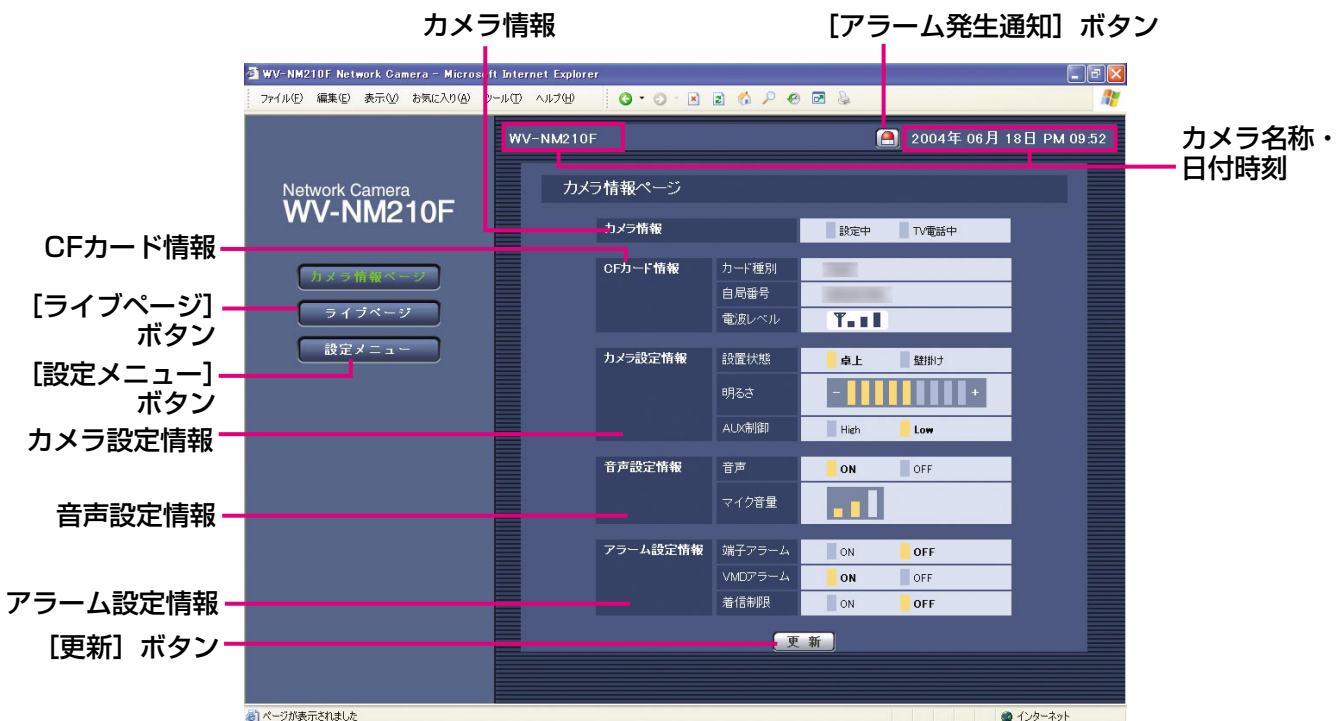 カメラ情報
[アラーム発生通知] ボタン
WV-NM210F Network Camera - Microsoft Internet Explorer
ファイル(F) 編集(E) 表示(V) お気に入り(A) ツール(T) ヘルプ(H)
WV-NM210F
2004年 06月 18日 PM 09:52
カメラ名称・
日付時刻
Network Camera
WV-NM210F
カメラ情報ページ
ライブページ
設定メニュー
CFカード情報
[ライブページ]
ボタン
[設定メニュー]
ボタン
カメラ設定情報
音声設定情報
アラーム設定情報
[更新] ボタン
カメラ情報ページ
カメラ情報 設定中 TV電話中
CFカード情報 カード種別
自局番号
電波レベル
カメラ設定情報 設置状態 卓上 壁掛け
明るさ - +
AUX制御 High Low
音声設定情報 音声 ON OFF
マイク音量
アラーム設定情報 端子アラーム ON OFF
VMDアラーム ON OFF
着信制限 ON OFF
更 新
ページが表示されました
インターネット